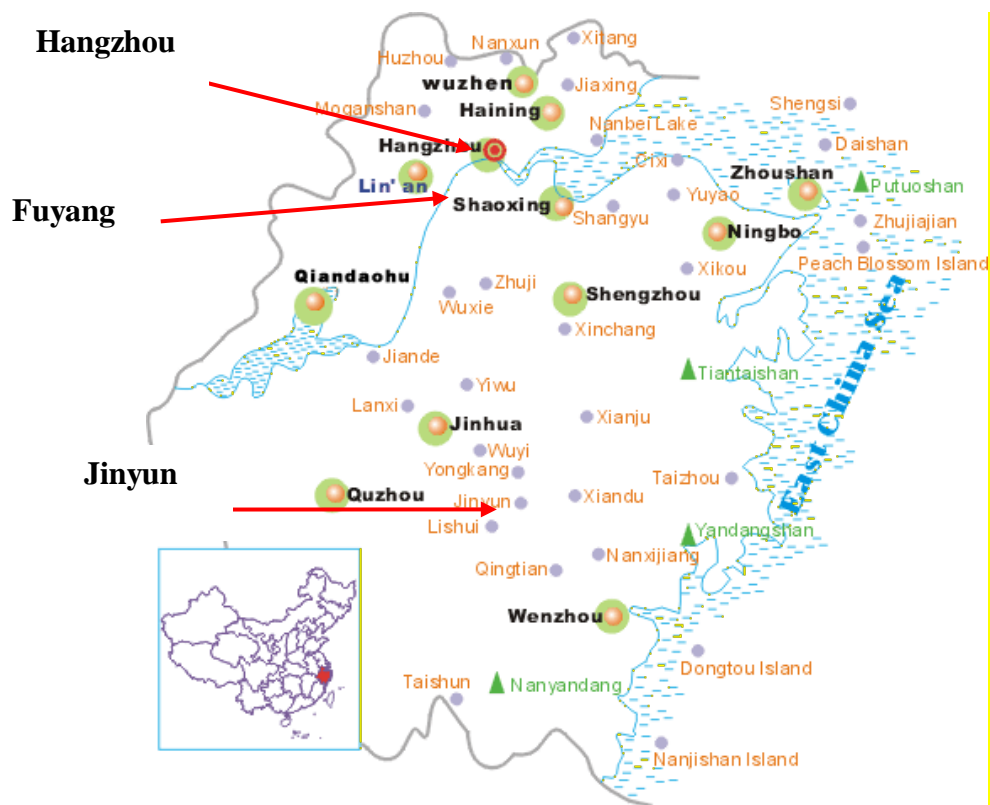 Hangzhou
Xitang
Nanxun
Huzhou
wuzhen
Jiaxing
Moganshan
Haining
Shengsi
Nanbei Lake
Hangzhou
Daishan
Cixi
Zhoushan
Lin' an
Putuoshan
Fuyang
Shaoxing
Yuyao
Shangyu
Zhujiajian
Ningbo
Peach Blossom Island
Xikou
Qiandaohu
Zhuji
Shengzhou
Wuxie
Xinchang
East China Sea
Jiande
Tiantaishan
Yiwu
Lanxi
Xianju
Jinhua
Wuyi
Jinyun
Yongkang
Taizhou
Quzhou
Jinyun
Xiandu
Lishui
Yandangshan
Nanxijiang
Qingtian
Wenzhou
Dongtou Island
Taishun
Nanyandang
Nanjishan Island